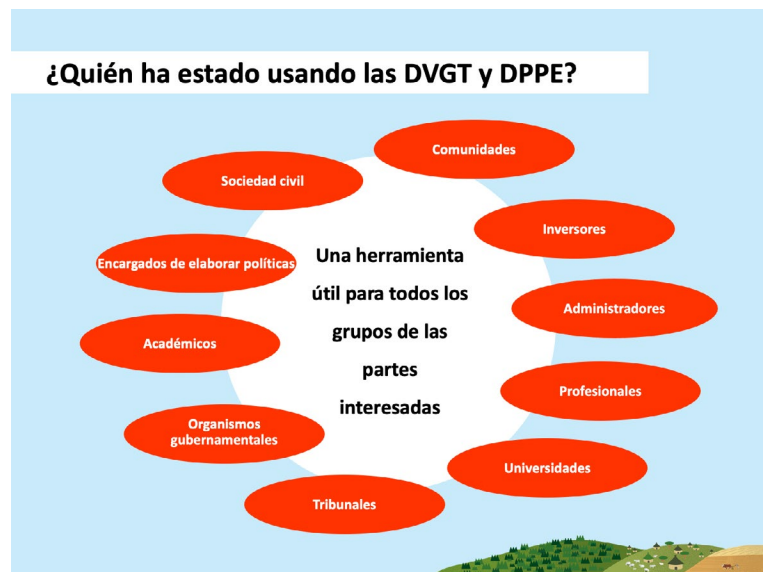 ¿Quién ha estado usando las DVGT y DPPE?
Comunidades
Sociedad civil
Inversores
Encargados de elaborar políticas
Una herramienta
útil para todos los
grupos de las
partes
interesadas
Administradores
Académicos
Profesionales
Organismos
gubernamentales
Universidades
Tribunales